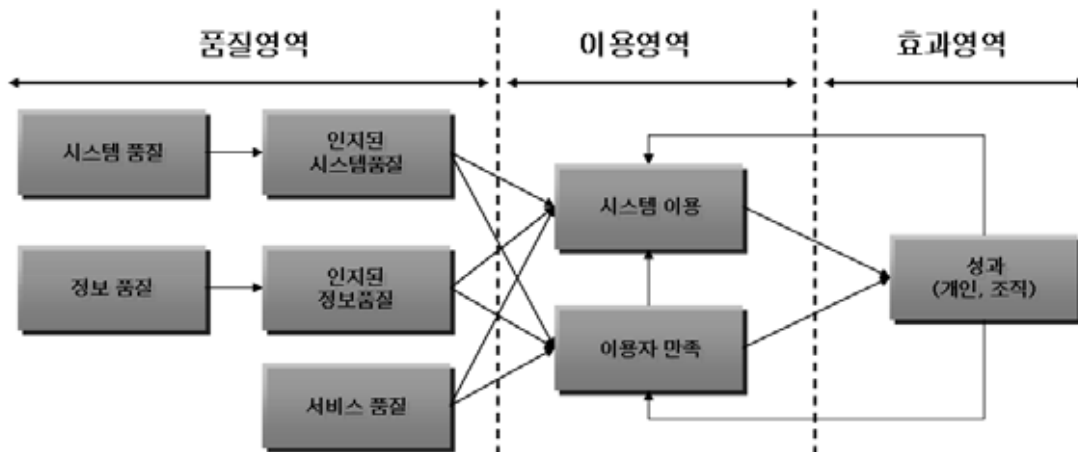 품질영역
이용영역
효과영역
시스템 품질
인지된
시스템품질
시스템 이용
정보 품질
인지된
정보품질
성과
(개인, 조직)
이용자 만족
서비스 품질